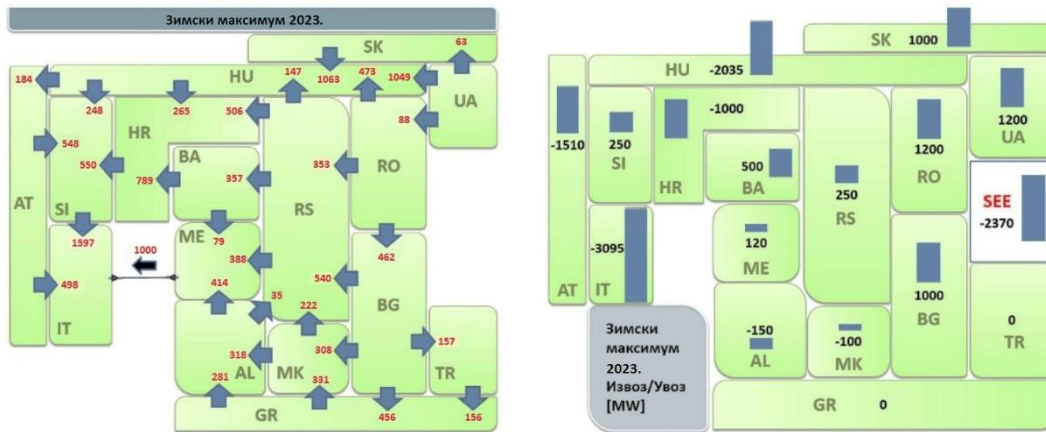 Зимски максимум 2023.
SK
63
184
HU
147
1063
473
1049
UA
248
265
506
88
HR
548
BA
550
353
RO
789
357
AT
SI
RS
ME
1597
1000
79
462
388
498
414
540
35
222
BG
IT
157
318
308
AL
MK
TR
281
331
GR
456
156
SK 1000
HU -2035
-1000
-1510
250
1200
1200
UA
SI
HR
500
BA
RO
250
RS
SEE
-2370
-3095
120
ME
AT
IT
1000
BG
0
TR
-150
AL
-100
MK
Зимски
максимум
2023.
Извоз/Увоз
[MW]
GR 0